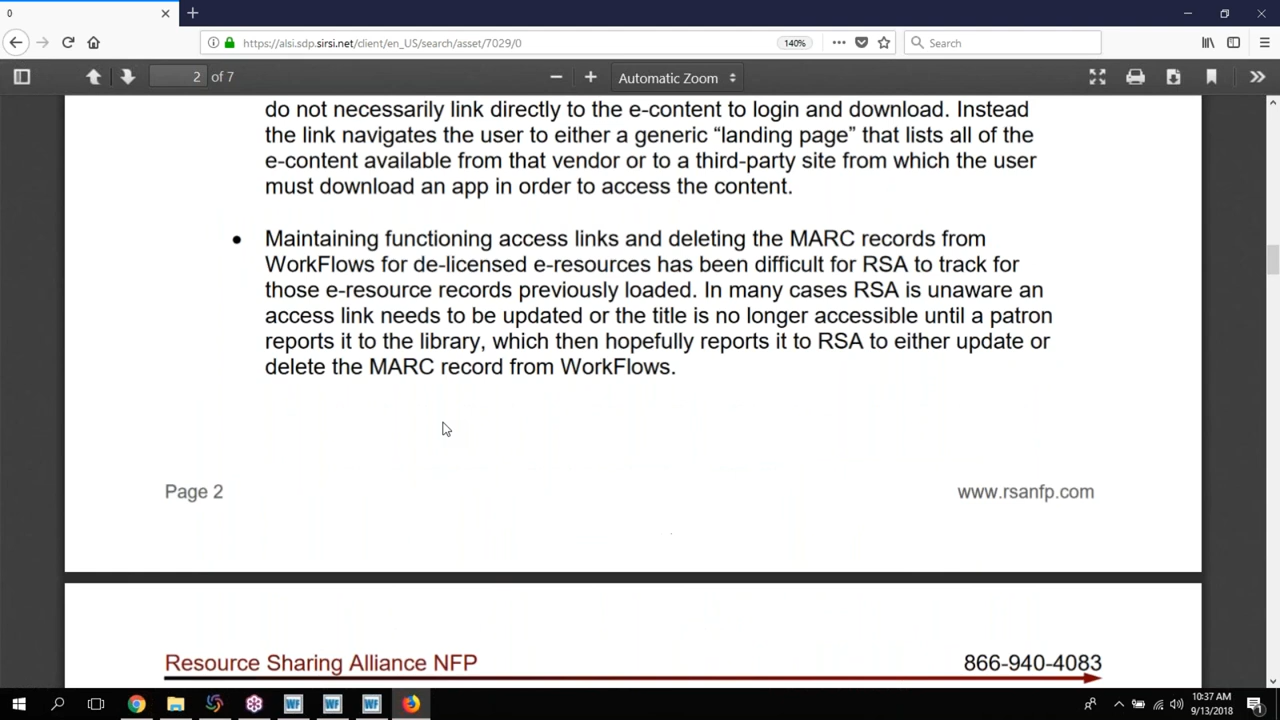 0
https://alsi.sdp.sirsi.net/client/en_US/search/asset/7029/0
140%
Search
2 of 7
Automatic Zoom
do not necessarily link directly to the e-content to login and download. Instead
the link navigates the user to either a generic “landing page” that lists all of the
e-content available from that vendor or to a third-party site from which the user
must download an app in order to access the content.
• Maintaining functioning access links and deleting the MARC records from
WorkFlows for de-licensed e-resources has been difficult for RSA to track for
those e-resource records previously loaded. In many cases RSA is unaware an
access link needs to be updated or the title is no longer accessible until a patron
reports it to the library, which then hopefully reports it to RSA to either update or
delete the MARC record from WorkFlows.
Page 2
www.rsanfp.com
Resource Sharing Alliance NFP
866-940-4083
WF
WF
WF
10:37 AM
9/13/2018
1